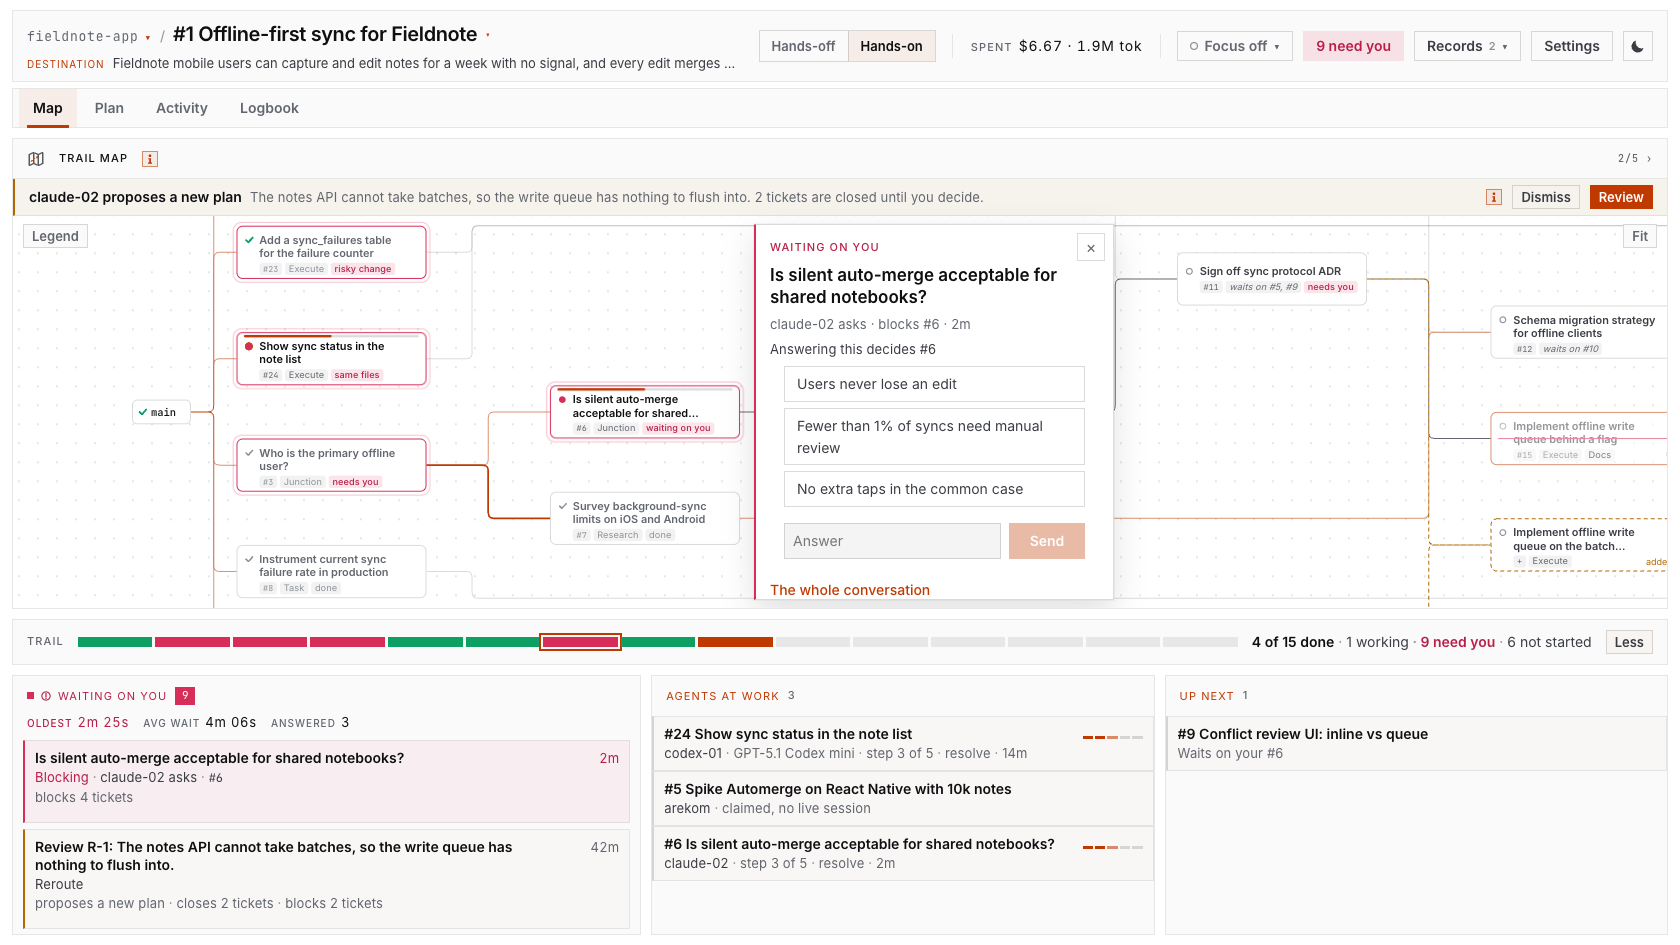 fieldnote-app ▾ / #1 Offline-first sync for Fieldnote
DESTINATION Fieldnote mobile users can capture and edit notes for a week with no signal, and every edit merges ...
Hands-off Hands-on
SPENT $6.67 · 1.9M tok
Focus off ▾
9 need you
Records 2 ▾
Settings
Map Plan Activity Logbook
TRAIL MAP i
2/5 ›
claude-02 proposes a new plan The notes API cannot take batches, so the write queue has nothing to flush into. 2 tickets are closed until you decide.
i Dismiss Review
Legend
Fit
main
Add a sync_failures table
for the failure counter
#23 Execute risky change
Show sync status in the
note list
#24 Execute same files
Who is the primary offline
user?
#3 Junction needs you
Instrument current sync
failure rate in production
#8 Task done
Is silent auto-merge
acceptable for shared...
#6 Junction waiting on you
Survey background-sync
limits on iOS and Android
#7 Research done
WAITING ON YOU
×
Is silent auto-merge acceptable for
shared notebooks?
claude-02 asks · blocks #6 · 2m
Answering this decides #6
Users never lose an edit
Fewer than 1% of syncs need manual
review
No extra taps in the common case
Answer
Send
The whole conversation
Sign off sync protocol ADR
#11 waits on #5, #9 needs you
Schema migration strategy
for offline clients
#12 waits on #10
Implement offline write
queue behind a flag
#15 Execute Docs
Implement offline write
queue on the batch...
+ Execute
adde
TRAIL
4 of 15 done · 1 working · 9 need you · 6 not started
Less
WAITING ON YOU 9
OLDEST 2m 25s AVG WAIT 4m 06s ANSWERED 3
Is silent auto-merge acceptable for shared notebooks? 2m
Blocking · claude-02 asks · #6
blocks 4 tickets
Review R-1: The notes API cannot take batches, so the write queue has 42m
nothing to flush into.
Reroute
proposes a new plan · closes 2 tickets · blocks 2 tickets
AGENTS AT WORK 3
#24 Show sync status in the note list
codex-01 · GPT-5.1 Codex mini · step 3 of 5 · resolve · 14m
#5 Spike Automerge on React Native with 10k notes
arekom · claimed, no live session
#6 Is silent auto-merge acceptable for shared notebooks?
claude-02 · step 3 of 5 · resolve · 2m
UP NEXT 1
#9 Conflict review UI: inline vs queue
Waits on your #6